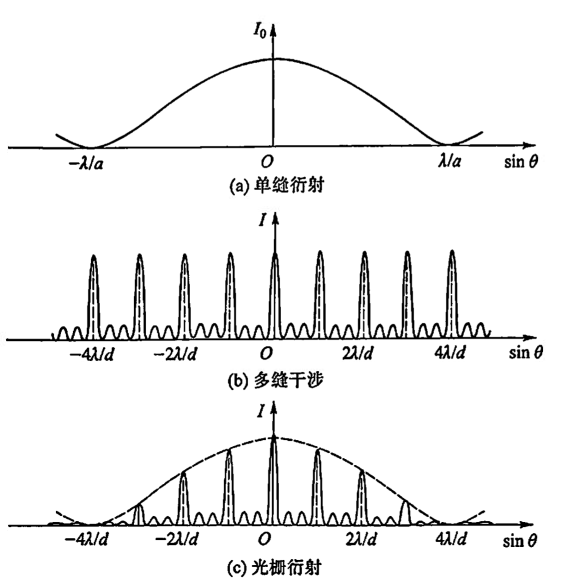 I₀
−λ/a O λ/a sin θ
(a) 单缝衍射
I
−4λ/d −2λ/d O 2λ/d 4λ/d sin θ
(b) 多缝干涉
I
−4λ/d −2λ/d O 2λ/d 4λ/d sin θ
(c) 光栅衍射